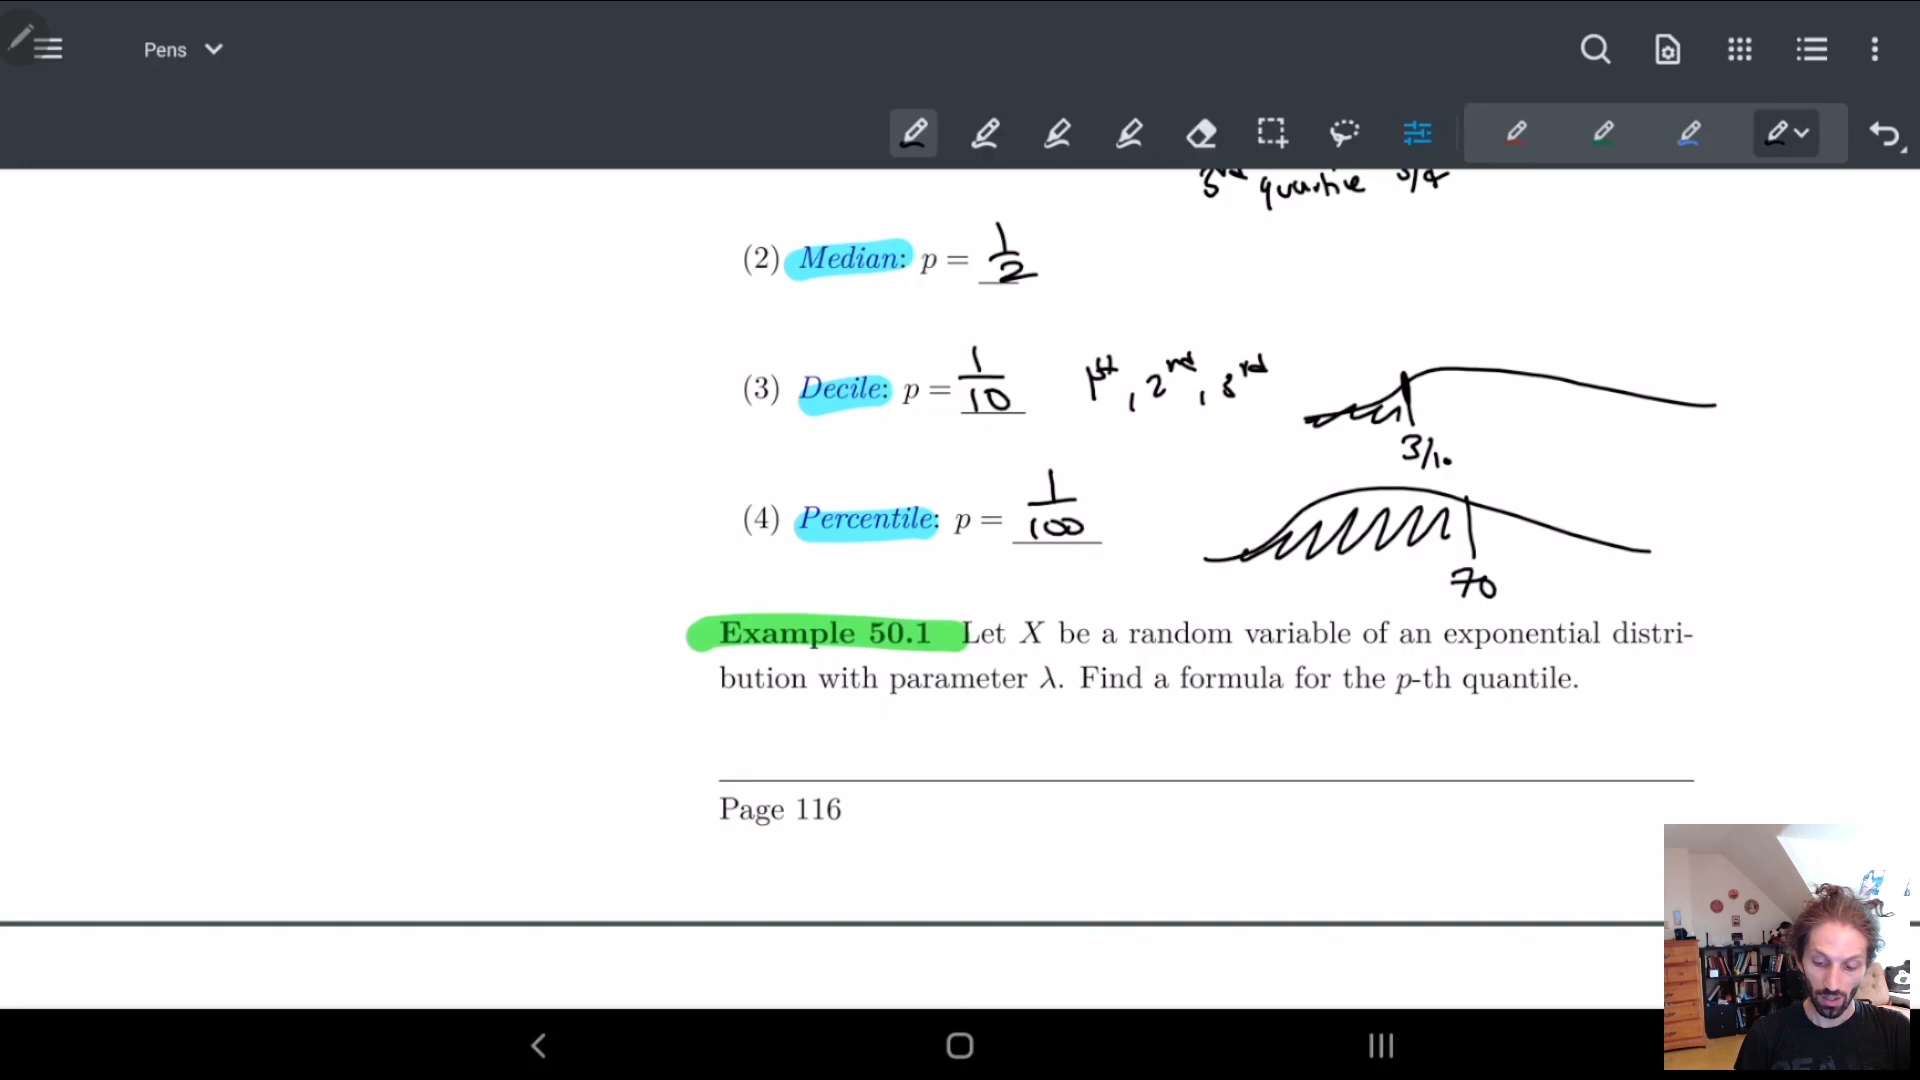 Pens
3rd quartile 3/4
(2) Median: p = 1/2
(3) Decile: p = 1/10 1st, 2nd, 3rd
3/10
(4) Percentile: p = 1/100
70
Example 50.1 Let X be a random variable of an exponential distri-
bution with parameter λ. Find a formula for the p-th quantile.
Page 116